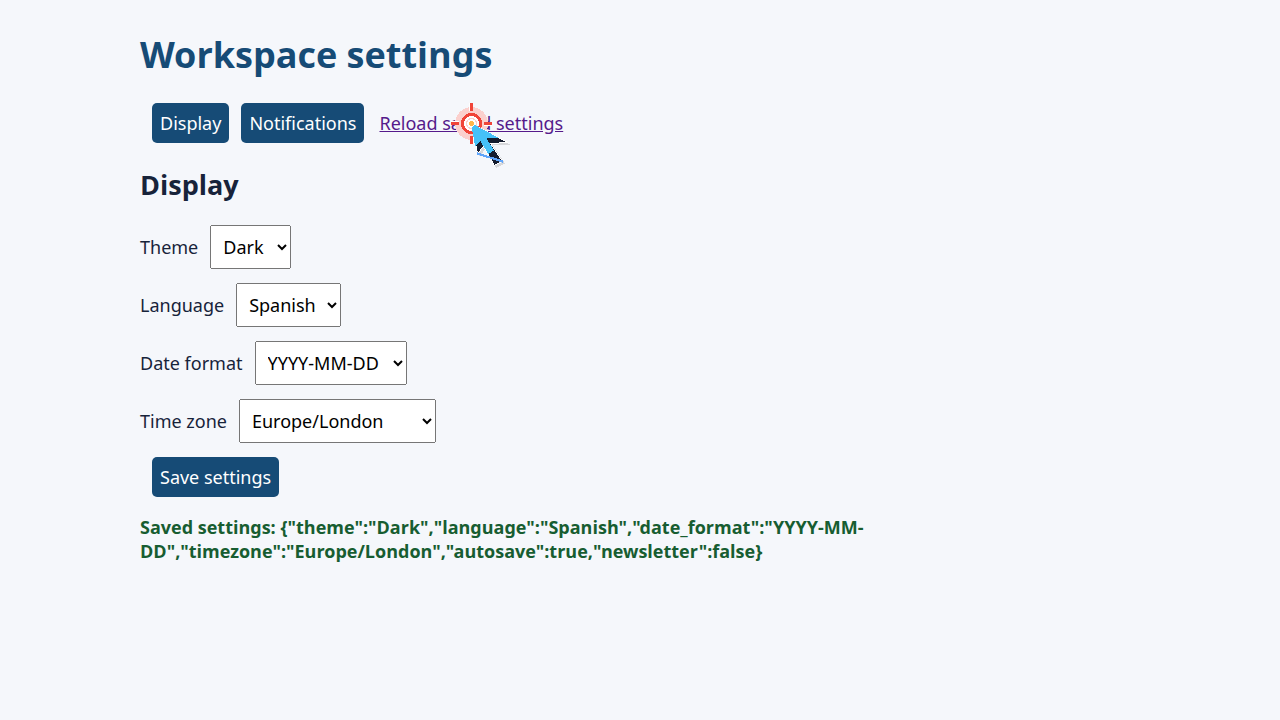 Workspace settings
Display
Notifications
Reload settings
Display
Theme Dark
Language Spanish
Date format YYYY-MM-DD
Time zone Europe/London
Save settings
Saved settings: {"theme":"Dark","language":"Spanish","date_format":"YYYY-MM-
DD","timezone":"Europe/London","autosave":true,"newsletter":false}